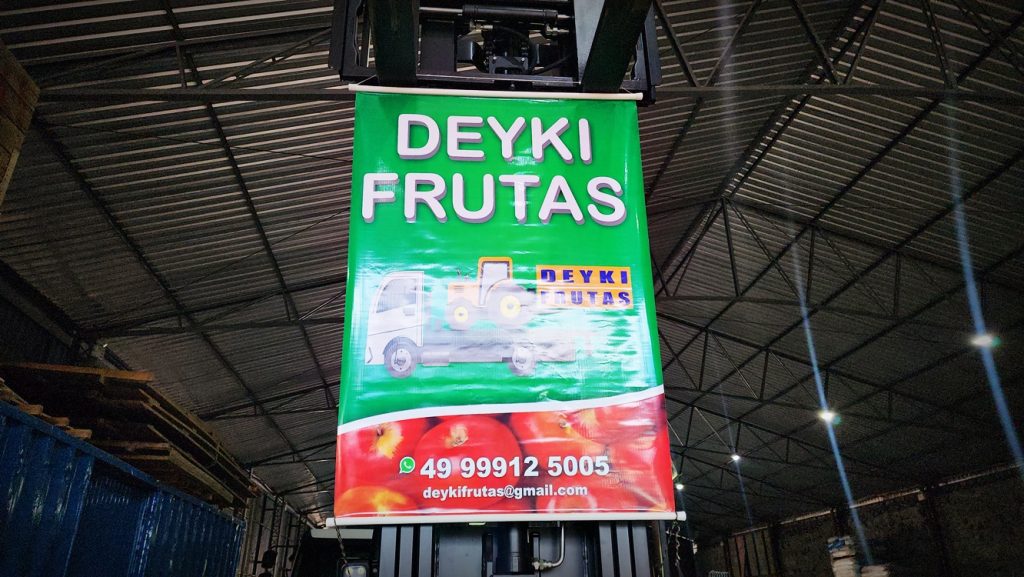 DEYKI
FRUTAS
DEYKI
FRUTAS
49 99912 5005
deykifrutas@gmail.com